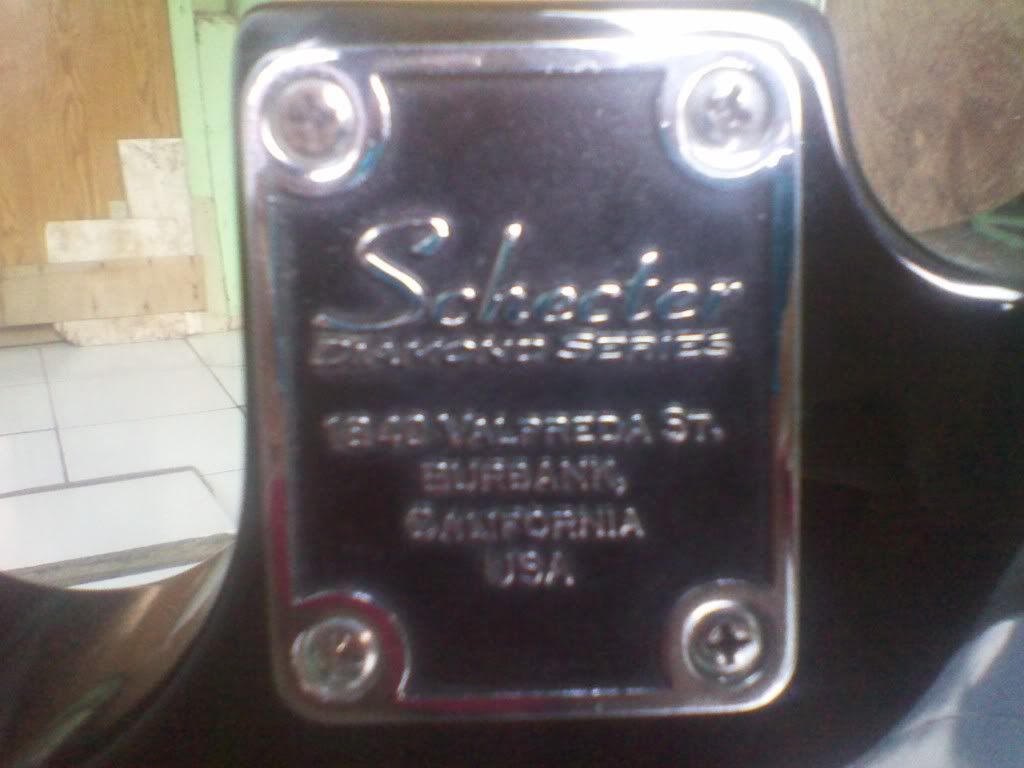 Schecter
DIAMOND SERIES
1840 VALPREDA ST.
BURBANK,
CALIFORNIA
USA